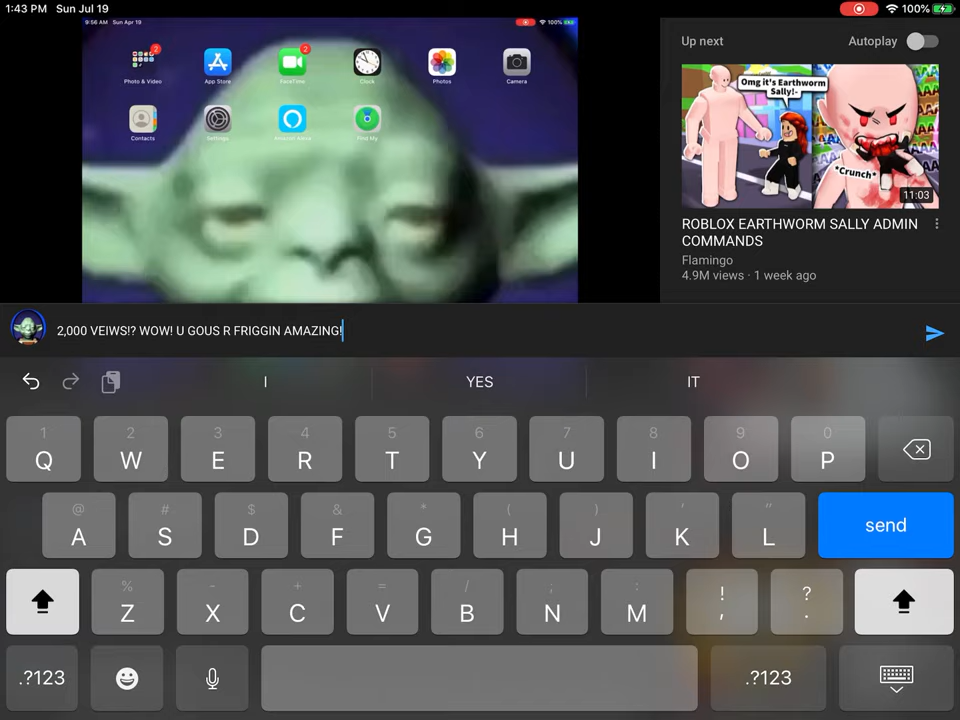 1:43 PM Sun Jul 19
100%
9:56 AM Sun Apr 19
100%
2
2
Photo & Video
App Store
FaceTime
Clock
Photos
Camera
Contacts
Settings
Amazon Alexa
Find My
Up next
Autoplay
Omg it's Earthworm
Sally!-
*Crunch*
11:03
ROBLOX EARTHWORM SALLY ADMIN
COMMANDS
Flamingo
4.9M views · 1 week ago
2,000 VEIWS!? WOW! U GOUS R FRIGGIN AMAZING!
I YES IT
1 2 3 4 5 6 7 8 9 0
Q W E R T Y U I O P
@ # $ & * ( ) ' "
A S D F G H J K L send
% - + = / ; : ! ?
Z X C V B N M , .
.?123 .?123